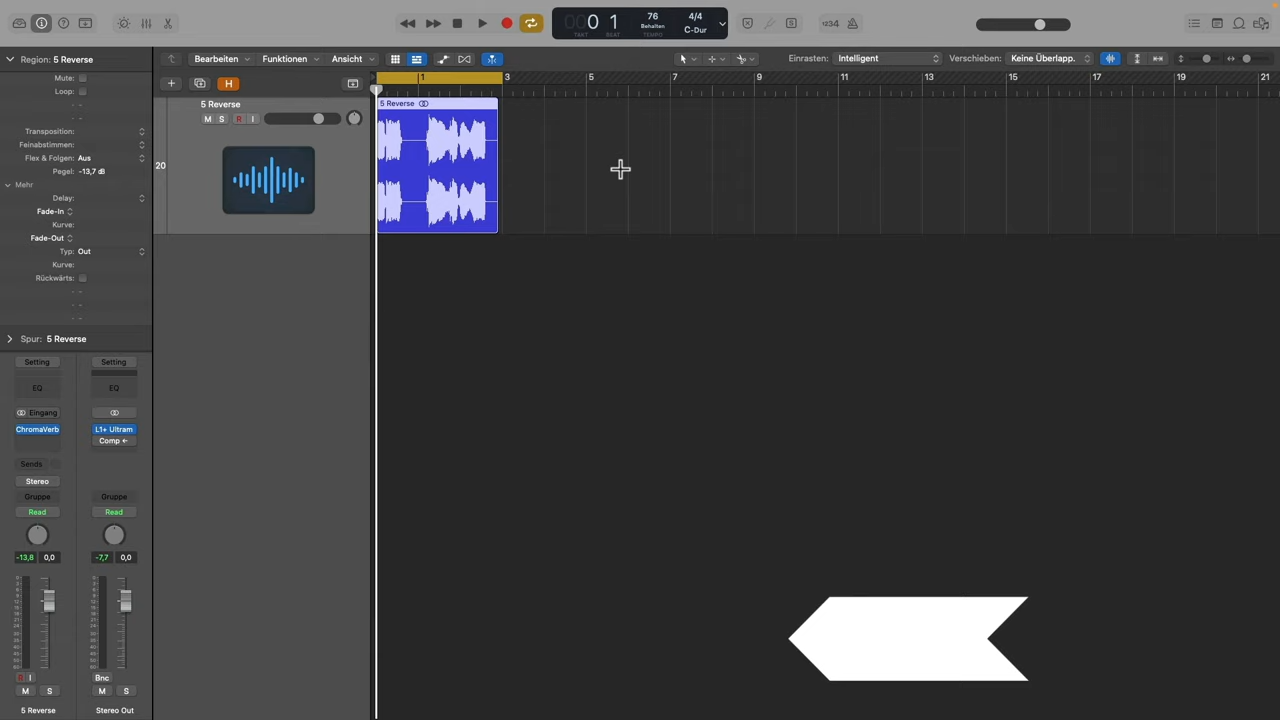 0 1
76
Behalten
4/4
C-Dur
TAKT
BEAT
TEMPO
1234
Region: 5 Reverse
Bearbeiten
Funktionen
Ansicht
Einrasten: Intelligent
Verschieben: Keine Überlapp.
Mute:
Loop:
1
3
5
7
9
11
13
15
17
19
21
H
5 Reverse
M S R I
5 Reverse
20
Transposition:
Feinabstimmen:
Flex & Folgen: Aus
Pegel: -13,7 dB
Mehr
Delay:
Fade-In
Kurve:
Fade-Out
Typ: Out
Kurve:
Rückwärts:
Spur: 5 Reverse
Setting
Setting
EQ
EQ
Eingang
ChromaVerb
L1+ Ultram
Comp
Sends
Stereo
Gruppe
Gruppe
Read
Read
-13,8
0,0
-7,7
0,0
R I
Bnc
M S
M S
5 Reverse
Stereo Out